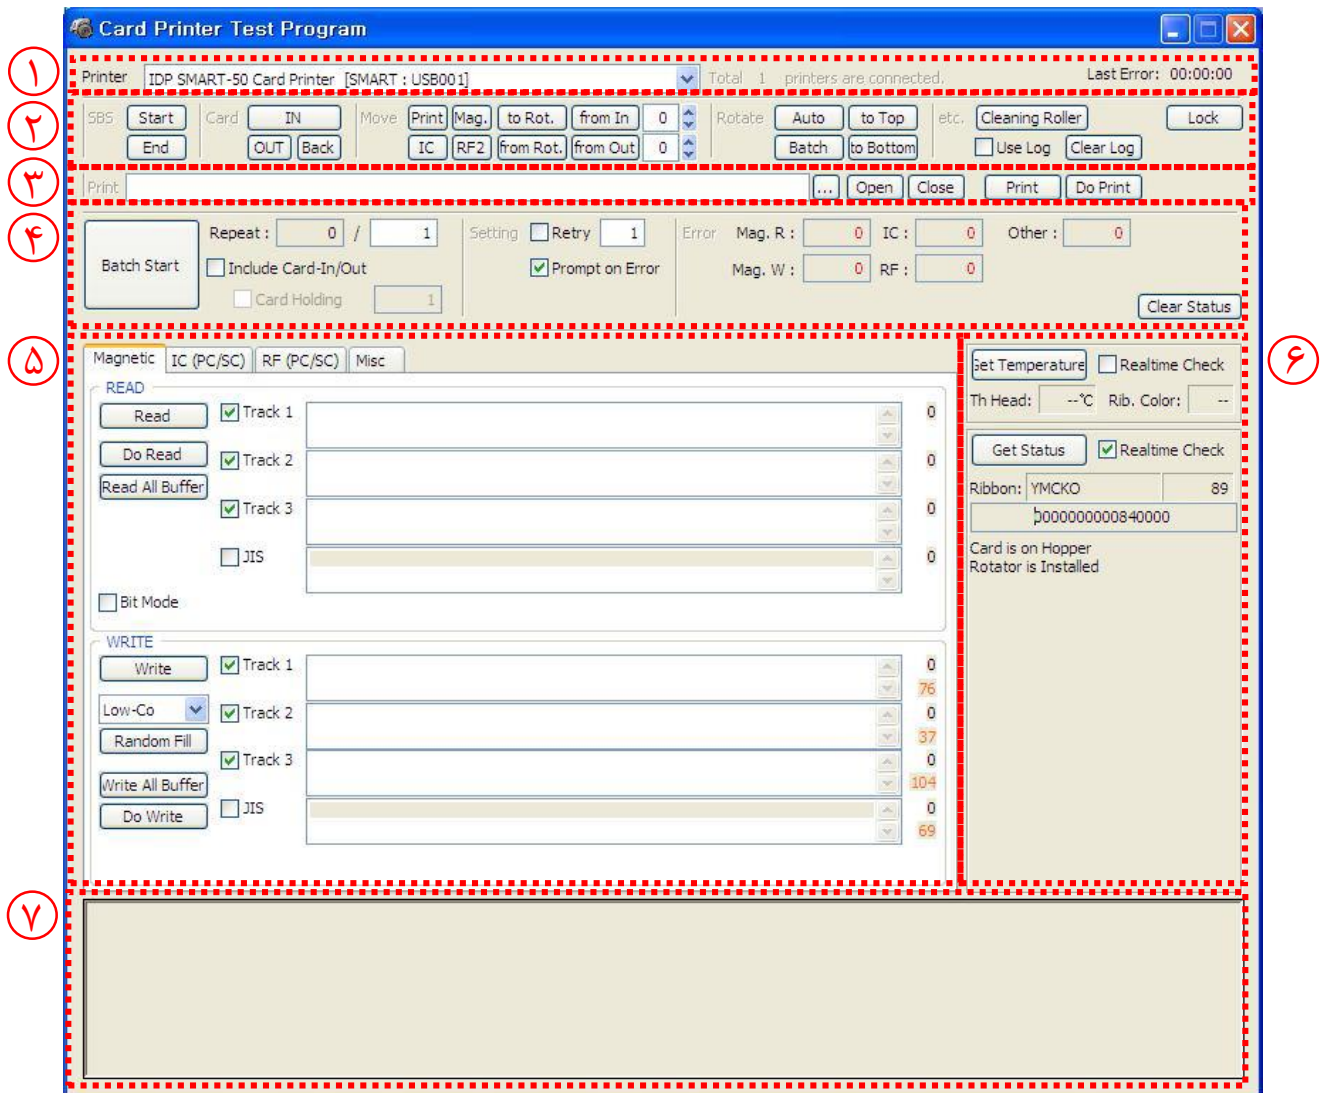 Card Printer Test Program
۱
Printer IDP SMART-50 Card Printer [SMART : USB001] Total 1 printers are connected. Last Error: 00:00:00
۲
SBS Start Card IN Move Print Mag. to Rot. from In 0 Rotate Auto to Top etc. Cleaning Roller Lock
End OUT Back IC RF2 from Rot. from Out 0 Batch to Bottom Use Log Clear Log
۳
Print ... Open Close Print Do Print
۴
Batch Start Repeat : 0 / 1 Setting Retry 1 Error Mag. R : 0 IC : 0 Other : 0
Include Card-In/Out Prompt on Error Mag. W : 0 RF : 0
Card Holding 1 Clear Status
۵
Magnetic IC (PC/SC) RF (PC/SC) Misc
READ
Read Track 1 0
Do Read Track 2 0
Read All Buffer
Track 3 0
JIS 0
Bit Mode
WRITE
Write Track 1 0
76
Low-Co Track 2 0
Random Fill 37
Track 3 0
Write All Buffer 104
Do Write JIS 0
69
۶
Get Temperature Realtime Check
Th Head: --℃ Rib. Color: --
Get Status Realtime Check
Ribbon: YMCKO 89
0000000000840000
Card is on Hopper
Rotator is Installed
۷